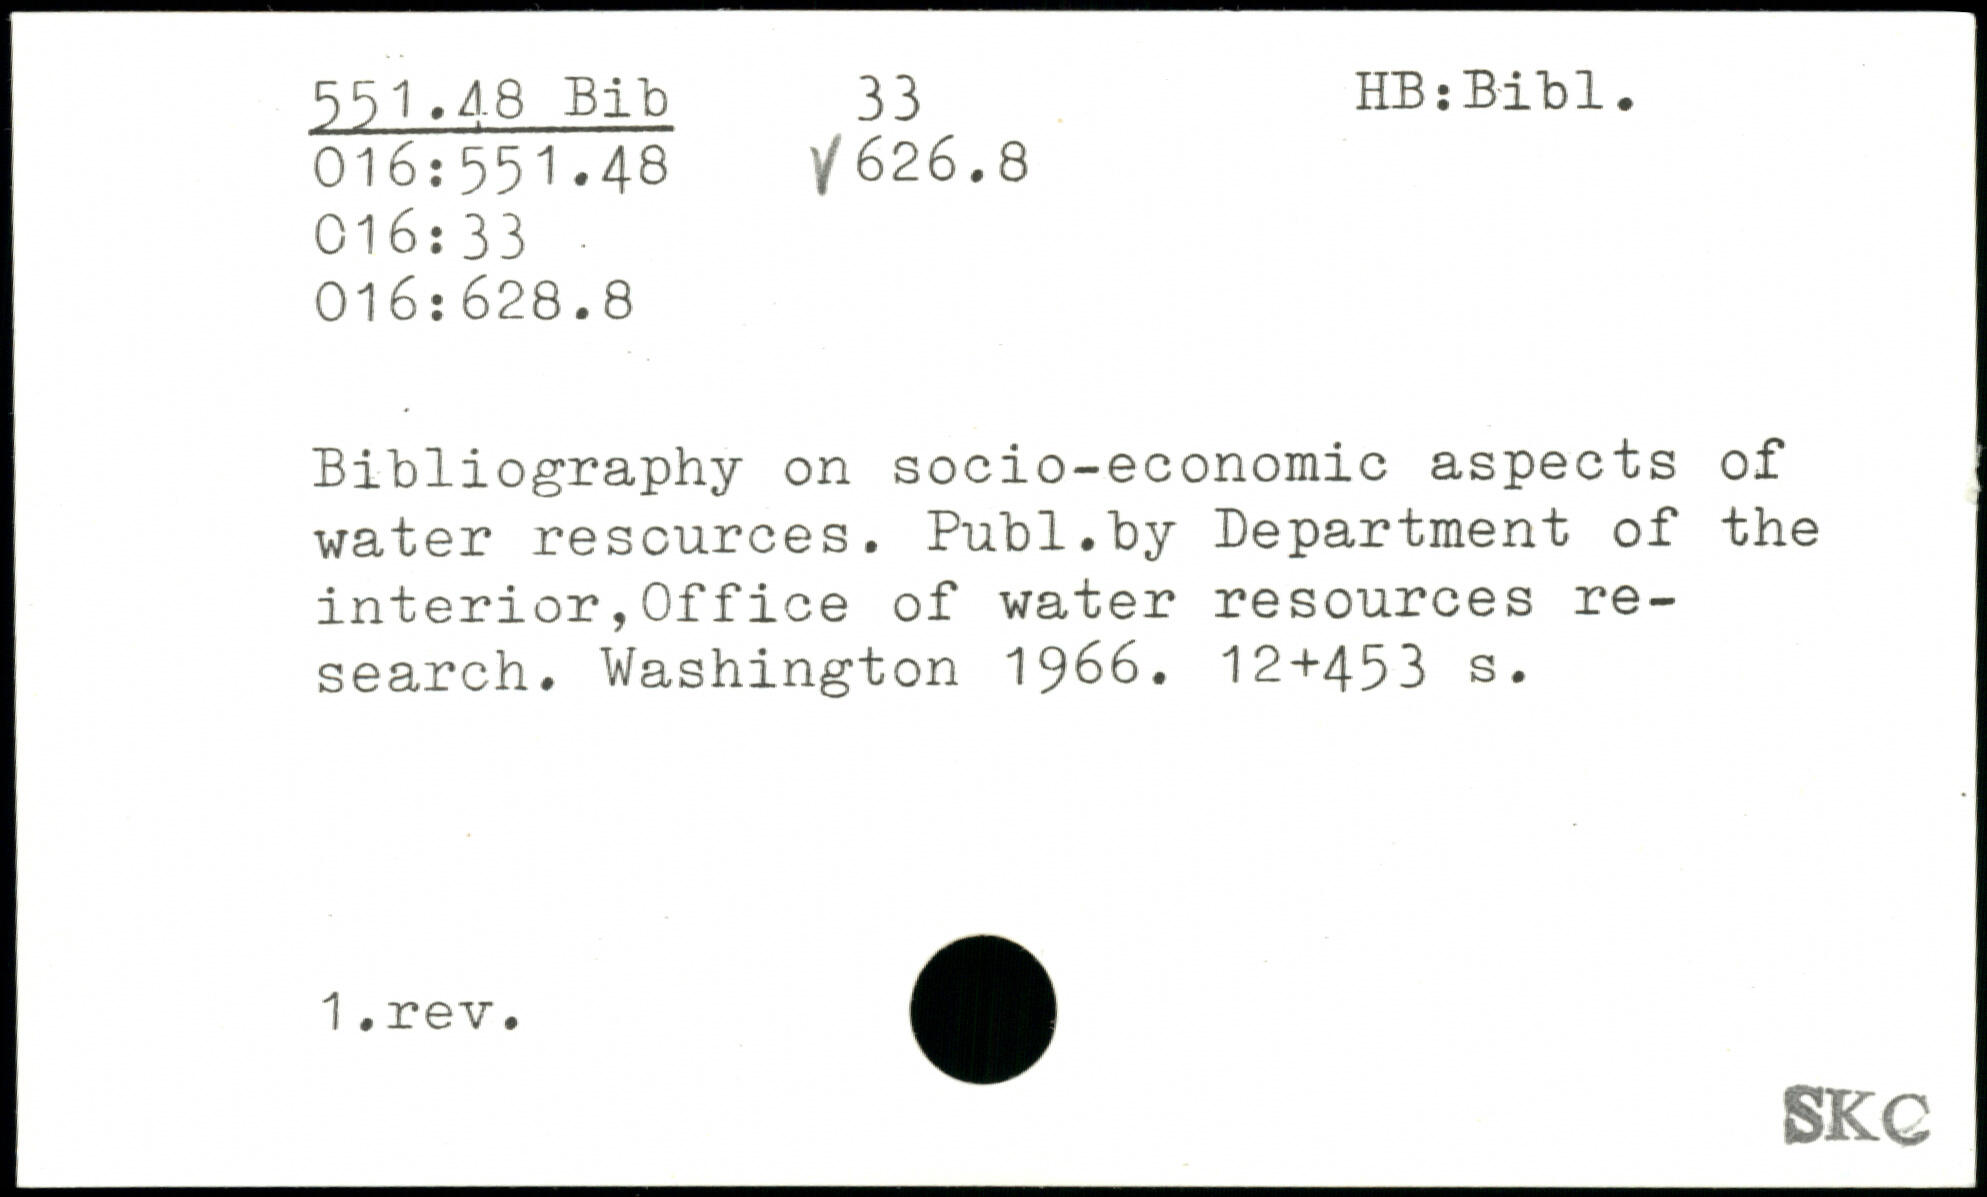 551.48 Bib 33 HB:Bibl.
016:551.48 √626.8
016:33
016:628.8
Bibliography on socio-economic aspects of
water resources. Publ.by Department of the
interior,Office of water resources re-
search. Washington 1966. 12+453 s.
1.rev.
SKC